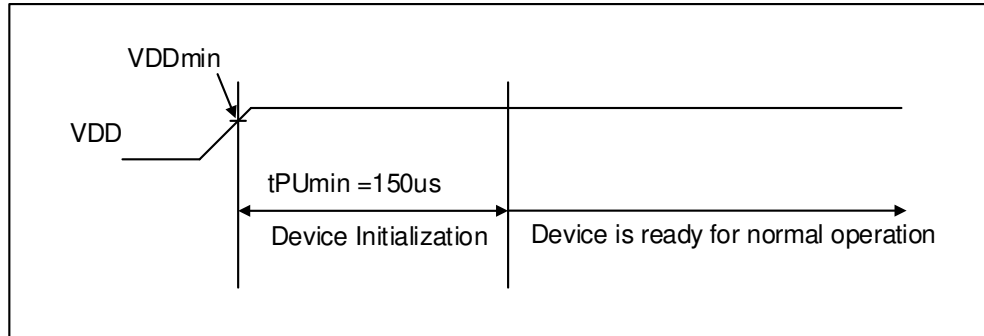 VDDmin
VDD
tPUmin =150us
Device Initialization
Device is ready for normal operation